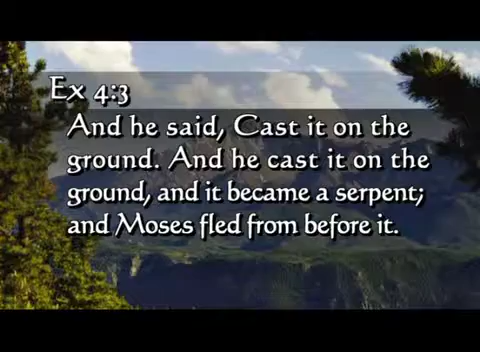 Ex 4:3
And he said, Cast it on the
ground. And he cast it on the
ground, and it became a serpent;
and Moses fled from before it.